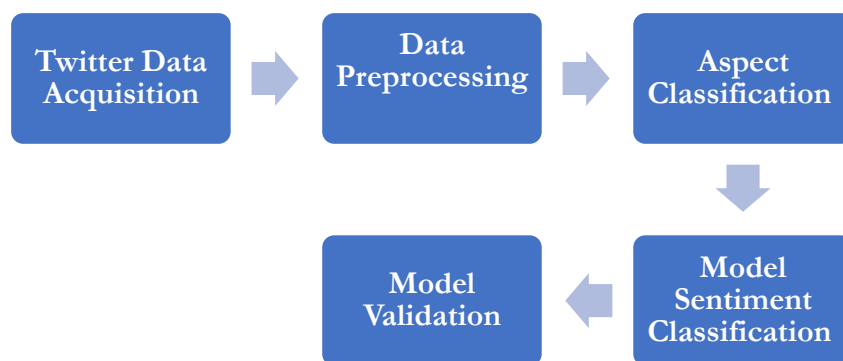 Twitter Data
Acquisition
Data
Preprocessing
Aspect
Classification
Model
Sentiment
Classification
Model
Validation